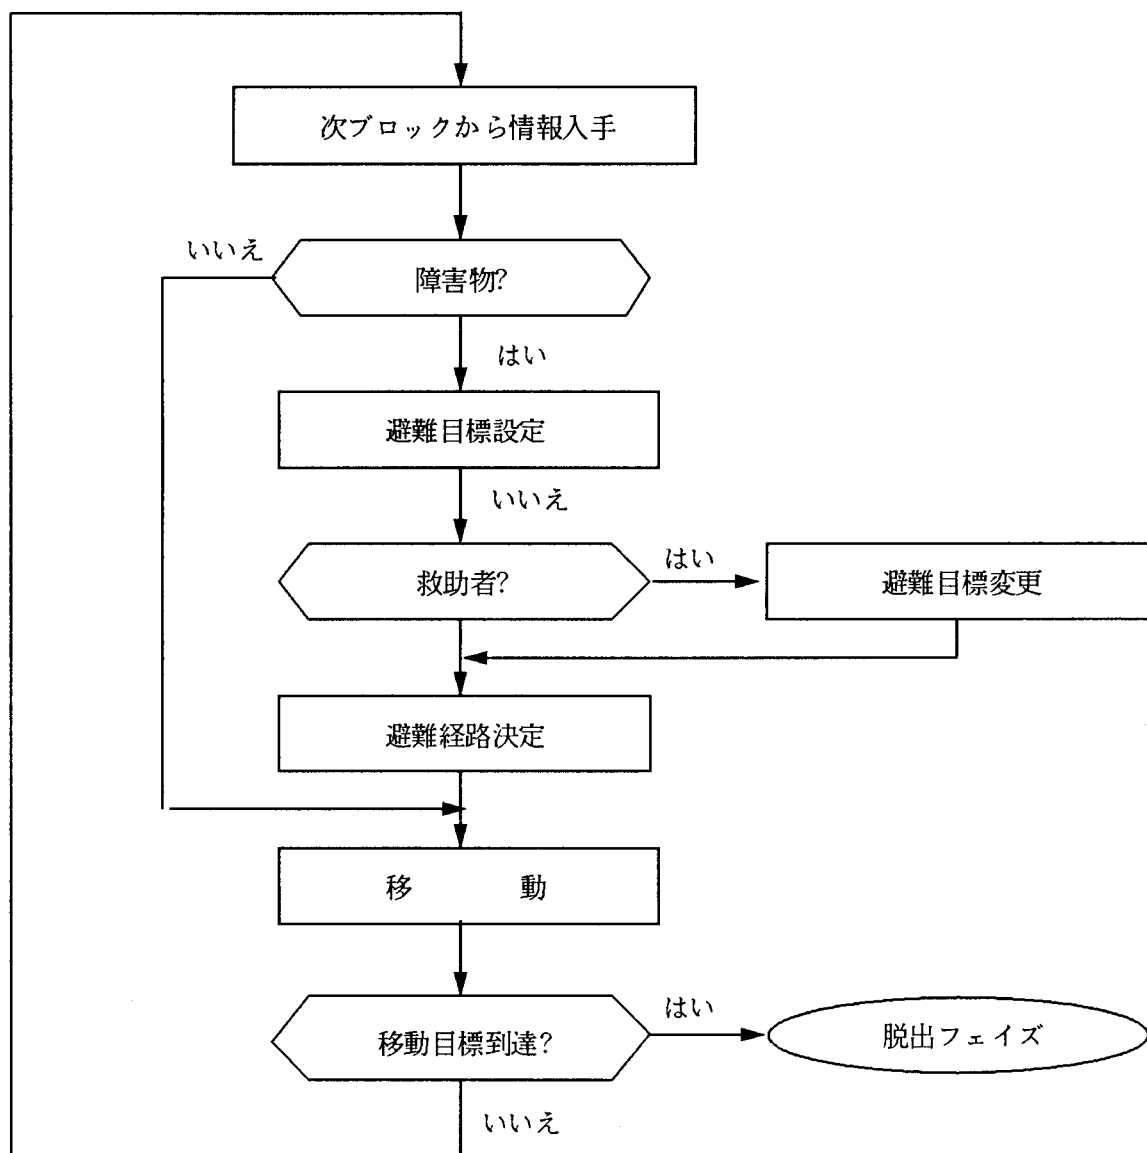 次ブロックから情報入手
いいえ
障害物?
はい
避難目標設定
いいえ
救助者?
はい
避難目標変更
避難経路決定
移 動
移動目標到達?
はい
脱出フェイズ
いいえ